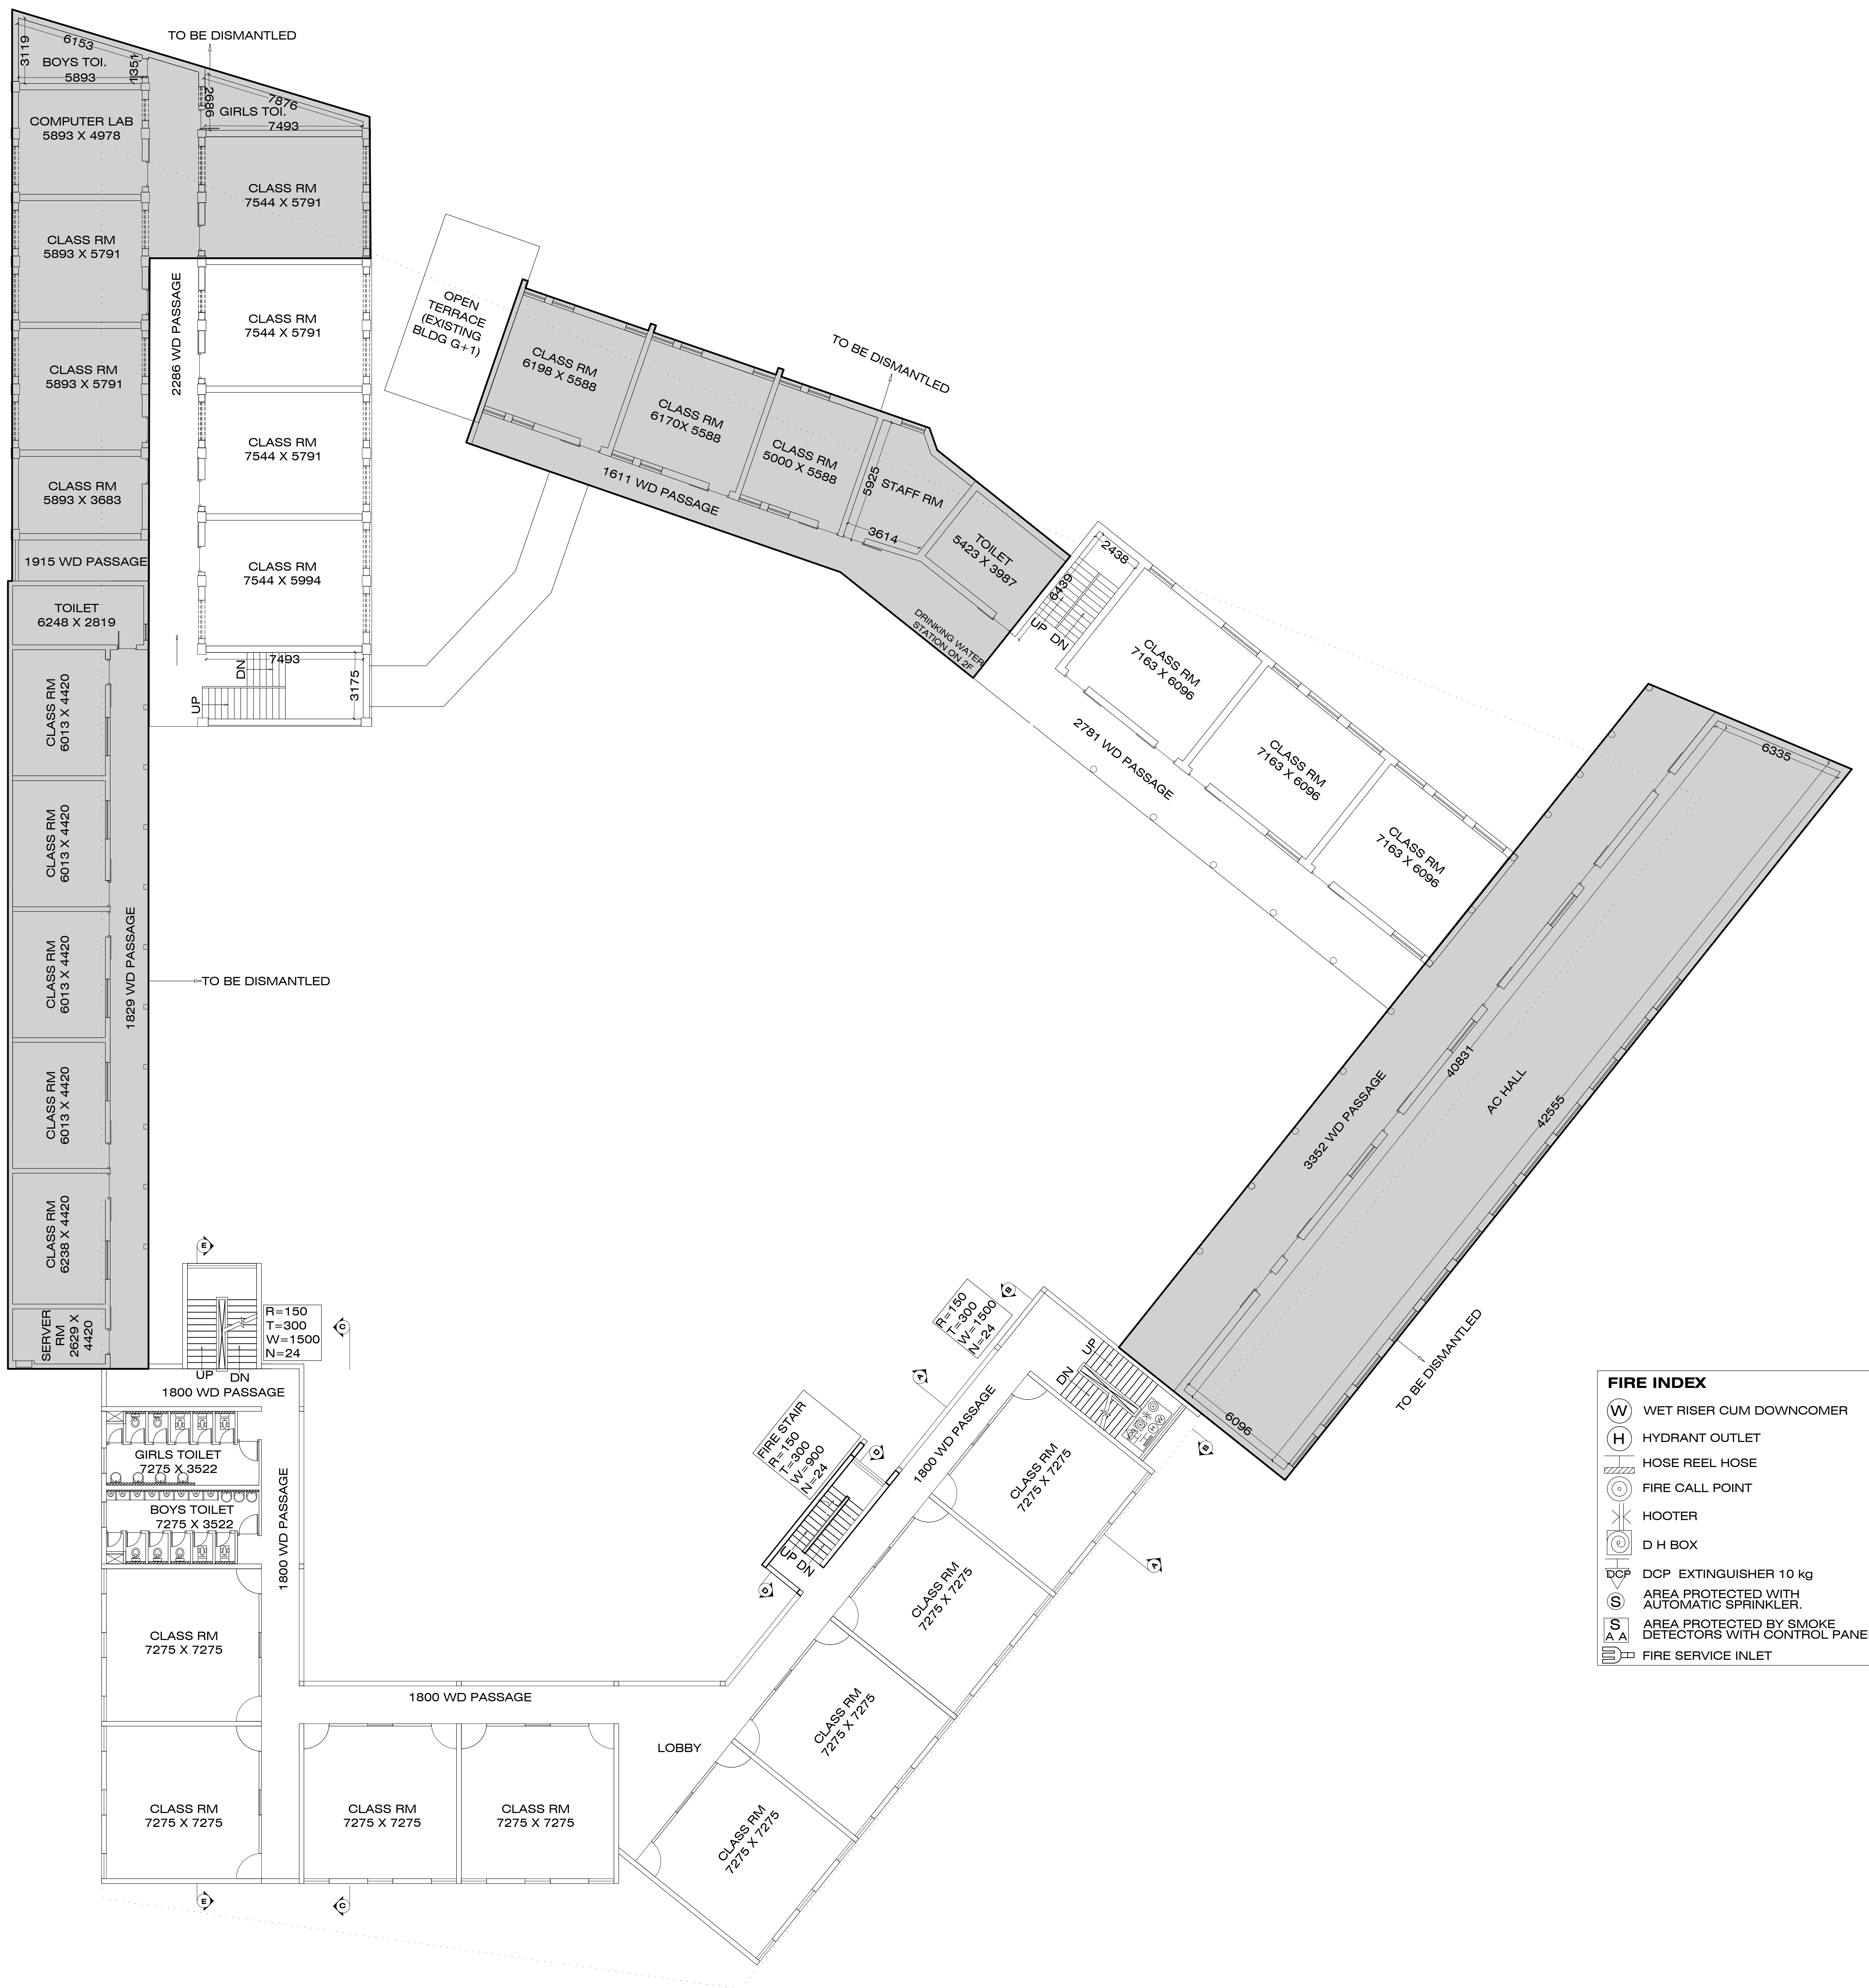 TO BE DISMANTLED
3119
6153
BOYS TOI.
5893
1351
COMPUTER LAB
5893 X 4978
2686
7876
GIRLS TOI.
7493
CLASS RM
7544 X 5791
CLASS RM
5893 X 5791
CLASS RM
5893 X 5791
CLASS RM
5893 X 3683
1915 WD PASSAGE
2286 WD PASSAGE
CLASS RM
7544 X 5791
CLASS RM
7544 X 5791
CLASS RM
7544 X 5994
7493
DN
UP
3175
TOILET
6248 X 2819
CLASS RM
6013 X 4420
CLASS RM
6013 X 4420
CLASS RM
6013 X 4420
CLASS RM
6013 X 4420
CLASS RM
6238 X 4420
SERVER
RM
2629 X
4420
1829 WD PASSAGE
TO BE DISMANTLED
OPEN
TERRACE
(EXISTING
BLDG G+1)
CLASS RM
6198 X 5588
CLASS RM
6170X 5588
CLASS RM
5000 X 5588
1611 WD PASSAGE
TO BE DISMANTLED
5925
STAFF RM
3614
TOILET
5423 X 3987
DRINKING WATER
STATION ON 2F
2438
6439
UP
DN
CLASS RM
7163 X 6096
CLASS RM
7163 X 6096
CLASS RM
7163 X 6096
2781 WD PASSAGE
6335
3352 WD PASSAGE
40831
AC HALL
42555
6096
TO BE DISMANTLED
E
R=150
T=300
W=1500
N=24
C
UP
DN
1800 WD PASSAGE
GIRLS TOILET
7275 X 3522
BOYS TOILET
7275 X 3522
1800 WD PASSAGE
CLASS RM
7275 X 7275
CLASS RM
7275 X 7275
CLASS RM
7275 X 7275
CLASS RM
7275 X 7275
1800 WD PASSAGE
LOBBY
E
C
FIRE STAIR
R=150
T=300
W=900
N=24
D
UP
DN
D
R=150
T=300
W=1500
N=24
B
A
UP
DN
H
W
B
A
1800 WD PASSAGE
CLASS RM
7275 X 7275
CLASS RM
7275 X 7275
CLASS RM
7275 X 7275
CLASS RM
7275 X 7275
FIRE INDEX
W WET RISER CUM DOWNCOMER
H HYDRANT OUTLET
HOSE REEL HOSE
FIRE CALL POINT
HOOTER
D H BOX
DCP DCP EXTINGUISHER 10 kg
S AREA PROTECTED WITH
AUTOMATIC SPRINKLER.
S AREA PROTECTED BY SMOKE
A A DETECTORS WITH CONTROL PANE
FIRE SERVICE INLET